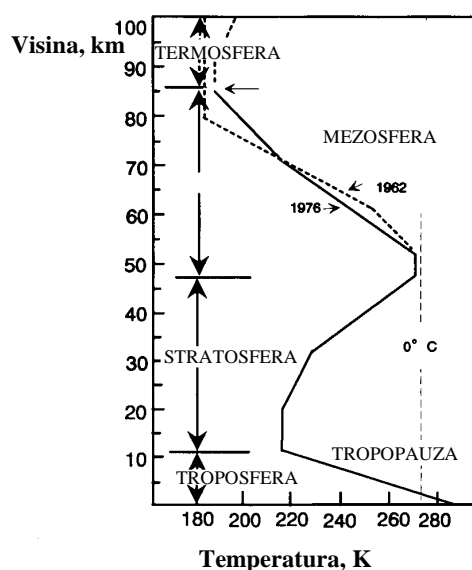 Visina, km
100
90
80
70
60
50
40
30
20
10
TERMOSFERA
MEZOSFERA
1962
1976
0° C
STRATOSFERA
TROPOPAUZA
TROPOSFERA
180 200 220 240 260 280
Temperatura, K